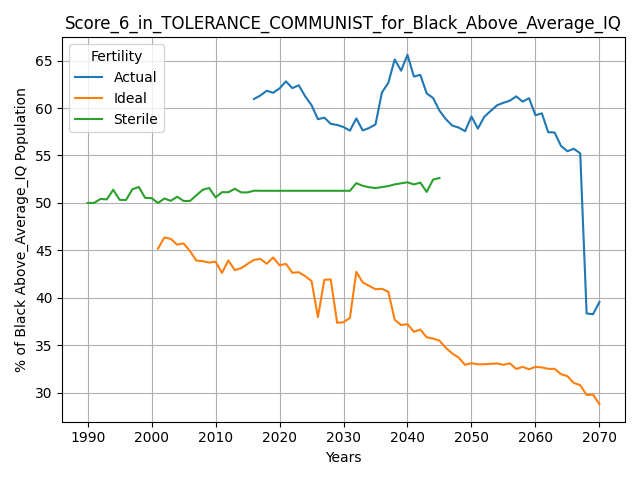 Score_6_in_TOLERANCE_COMMUNIST_for_Black_Above_Average_IQ
Fertility
Actual
Ideal
Sterile
% of Black Above_Average_IQ Population
65
60
55
50
45
40
35
30
1990
2000
2010
2020
2030
2040
2050
2060
2070
Years